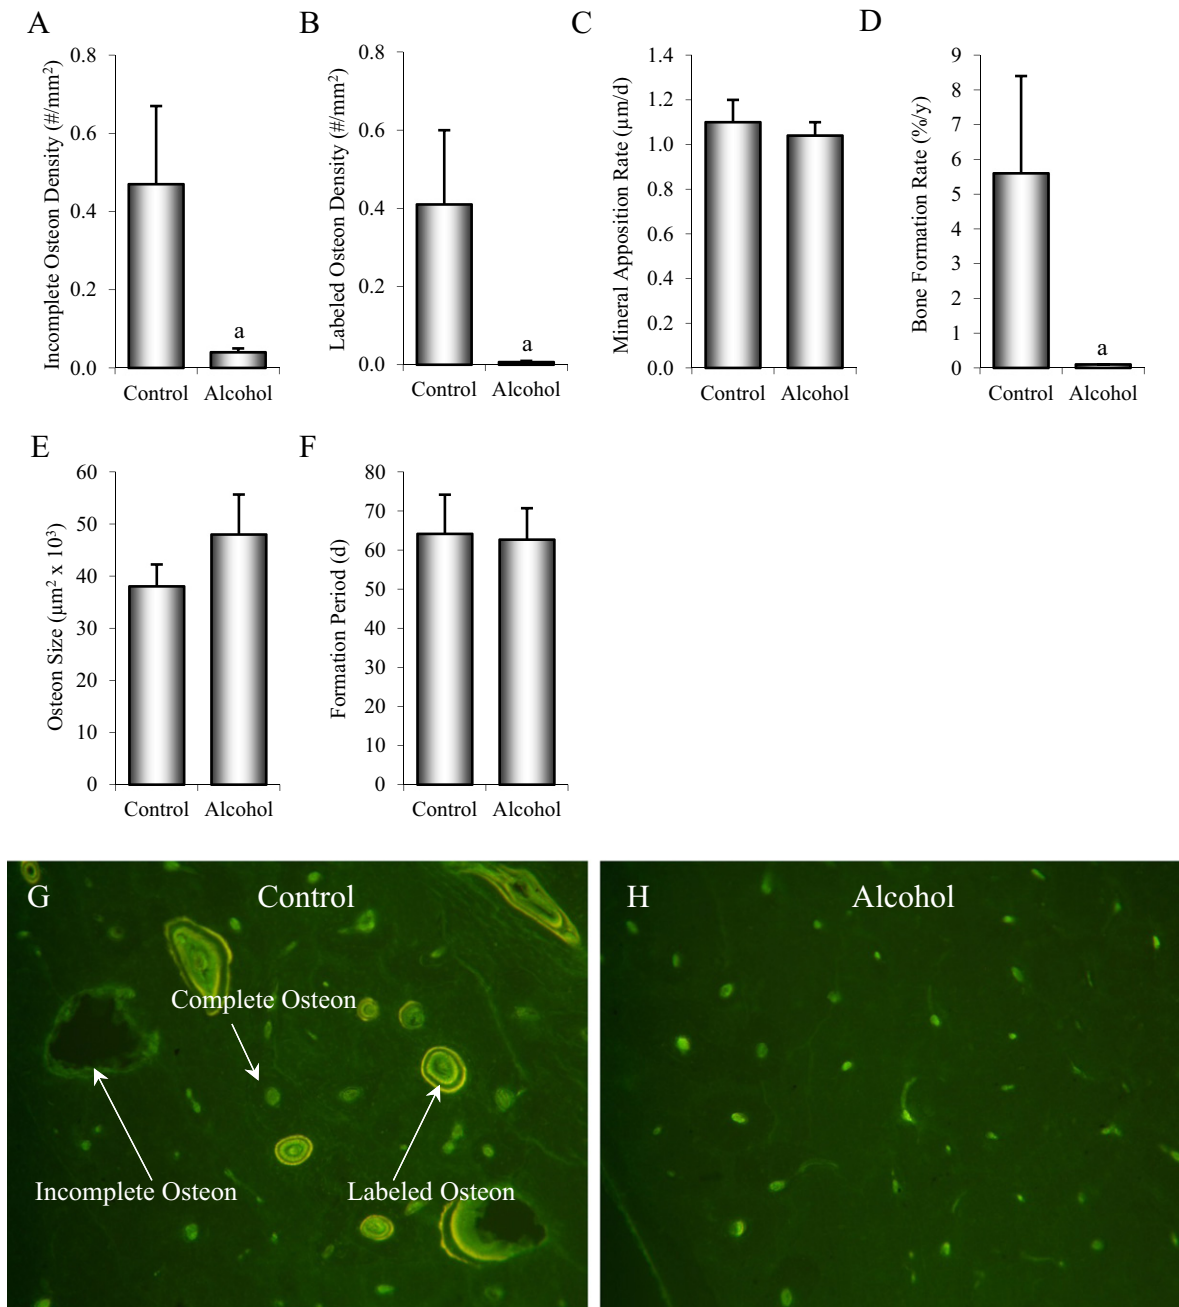 A
Incomplete Osteon Density (#/mm²)
0.8
0.6
0.4
0.2
0.0
a
Control Alcohol
B
Labeled Osteon Density (#/mm²)
0.8
0.6
0.4
0.2
0.0
a
Control Alcohol
C
Mineral Apposition Rate (µm/d)
1.4
1.2
1.0
0.8
0.6
0.4
0.2
0.0
Control Alcohol
D
Bone Formation Rate (%/y)
9
8
7
6
5
4
3
2
1
0
a
Control Alcohol
E
Osteon Size (µm² x 10³)
60
50
40
30
20
10
0
Control Alcohol
F
Formation Period (d)
80
70
60
50
40
30
20
10
0
Control Alcohol
G
Control
Complete Osteon
Incomplete Osteon
Labeled Osteon
H
Alcohol